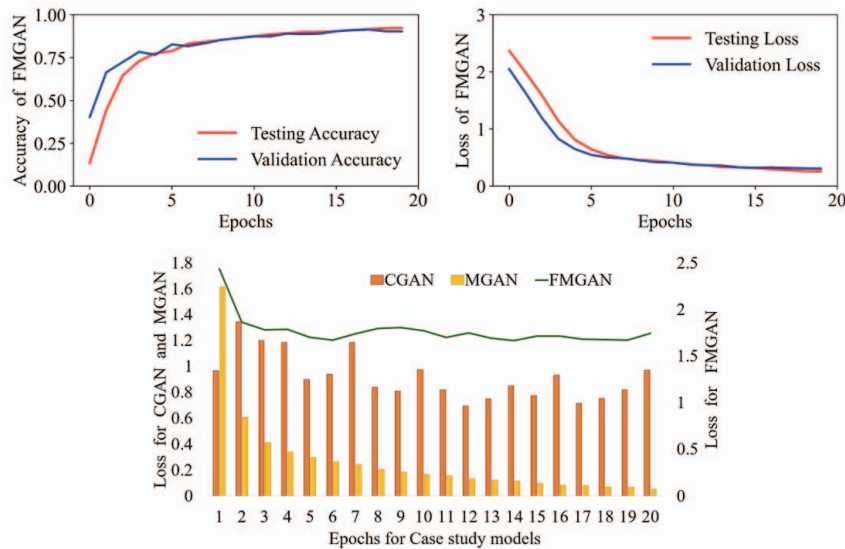 Accuracy of FMGAN
1.00
0.75
0.50
0.25
0.00
Testing Accuracy
Validation Accuracy
0 5 10 15 20
Epochs
Loss of FMGAN
3
2
1
0
Testing Loss
Validation Loss
0 5 10 15 20
Epochs
Loss for CGAN and MGAN
1.8
1.6
1.4
1.2
1
0.8
0.6
0.4
0.2
0
CGAN MGAN FMGAN
2.5
2
1.5
1
0.5
0
Loss for FMGAN
1 2 3 4 5 6 7 8 9 10 11 12 13 14 15 16 17 18 19 20
Epochs for Case study models